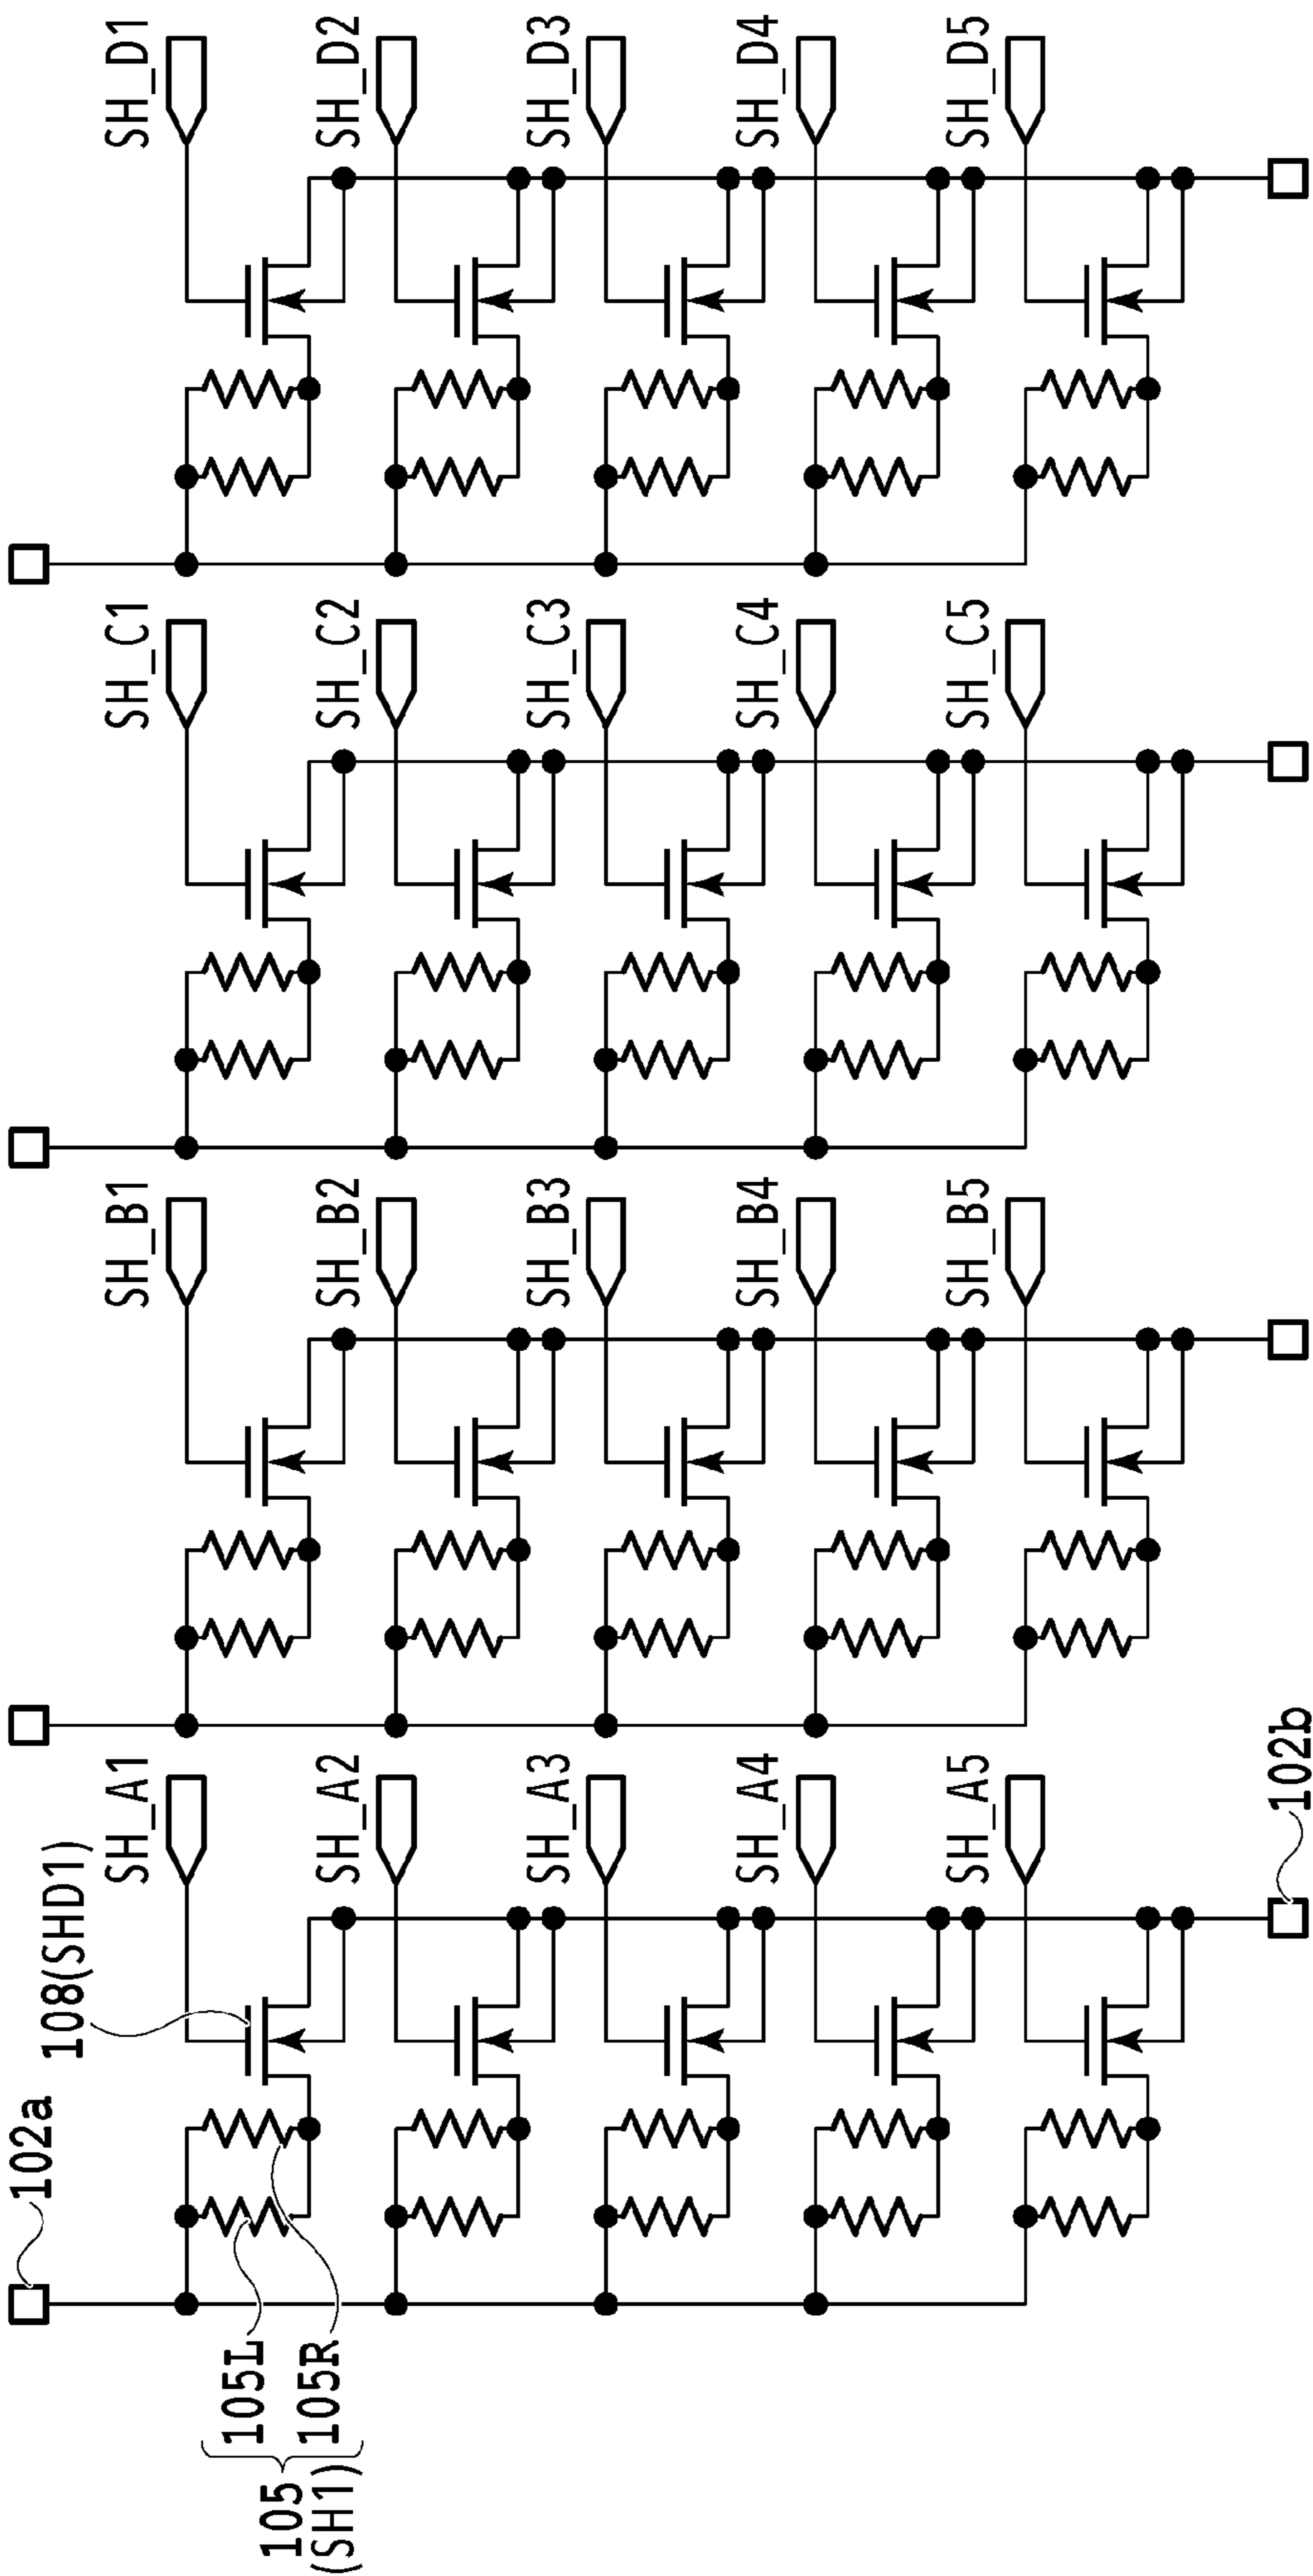 102a
108(SHD1)
105L
105R
105
(SH1)
SH_A1
SH_A2
SH_A3
SH_A4
SH_A5
102b
SH_B1
SH_B2
SH_B3
SH_B4
SH_B5
SH_C1
SH_C2
SH_C3
SH_C4
SH_C5
SH_D1
SH_D2
SH_D3
SH_D4
SH_D5